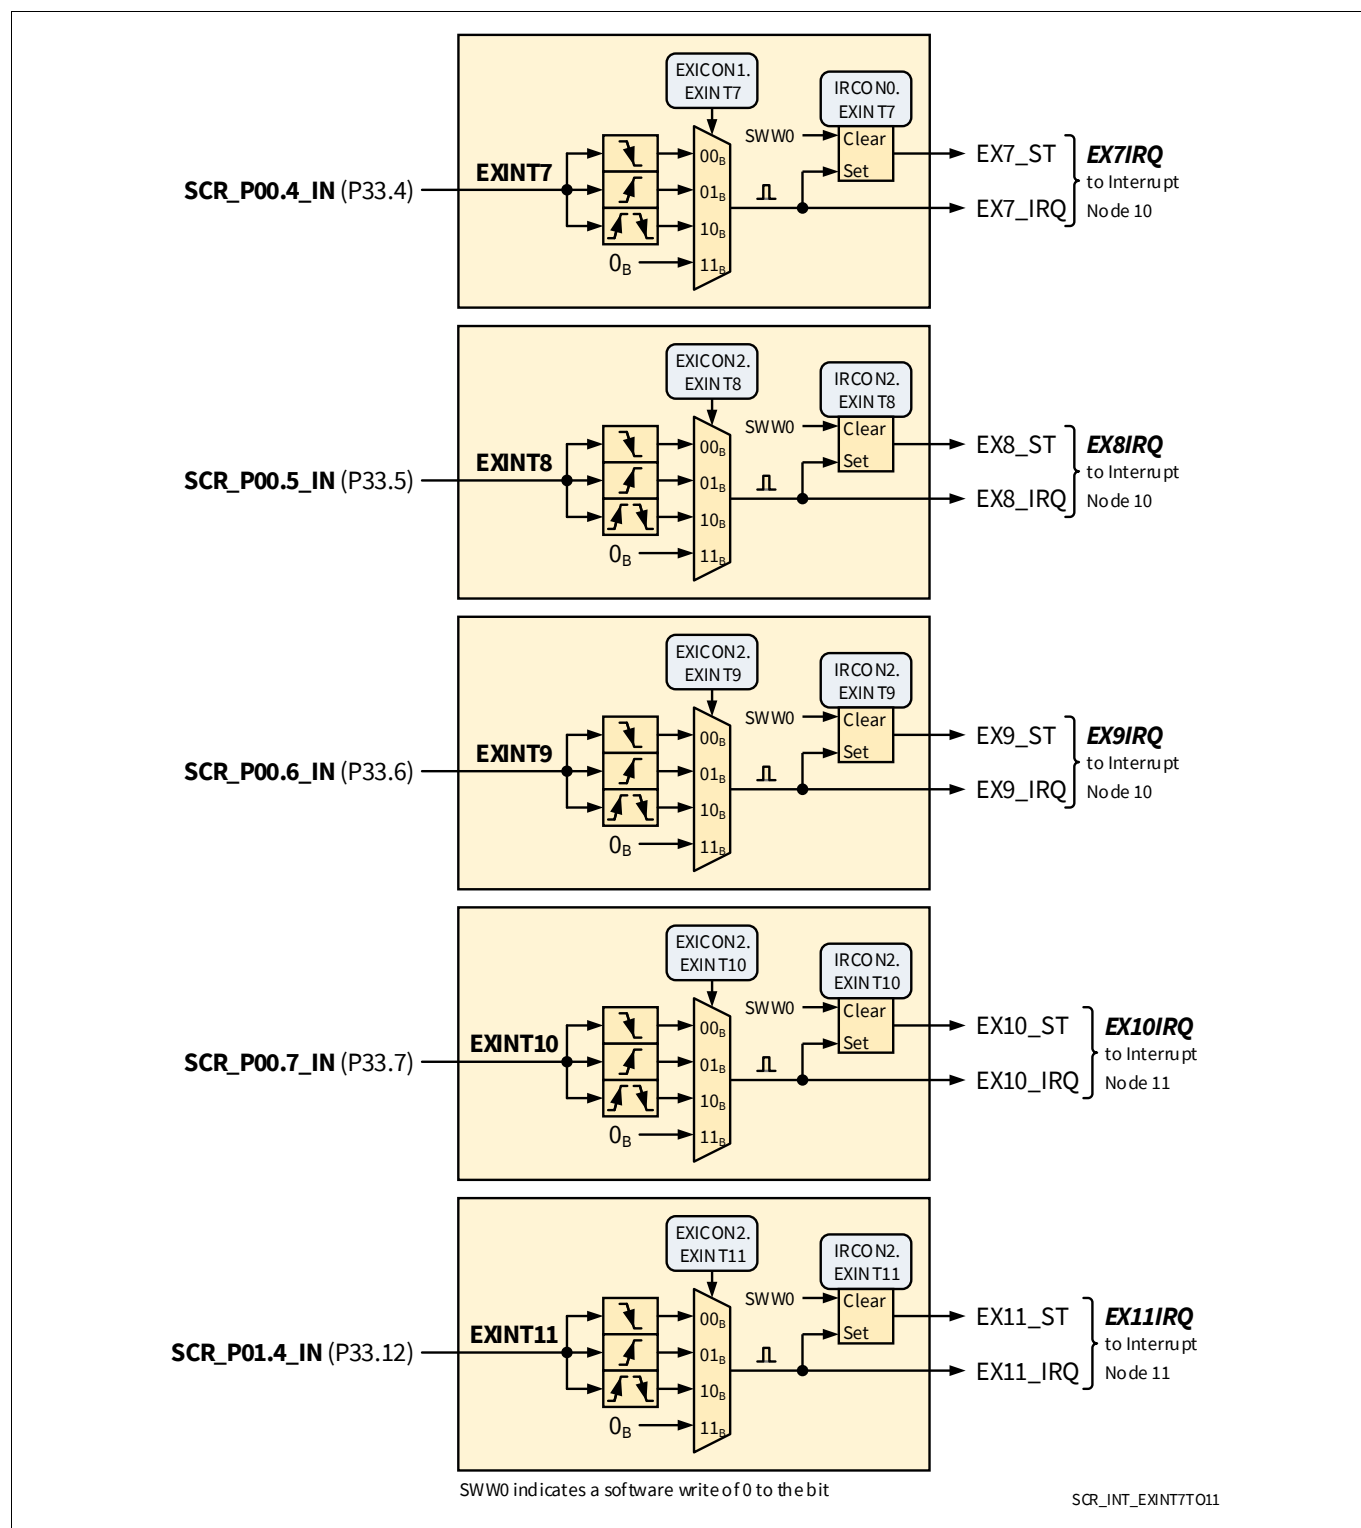 EXICON1.
EXINT7
IRCON0.
EXINT7
SWW0
Clear
Set
EXINT7
SCR_P00.4_IN (P33.4)
00B
01B
10B
11B
0B
EX7_ST
EX7_IRQ
EX7IRQ
to Interrupt
Node 10
EXICON2.
EXINT8
IRCON2.
EXINT8
SWW0
Clear
Set
EXINT8
SCR_P00.5_IN (P33.5)
00B
01B
10B
11B
0B
EX8_ST
EX8_IRQ
EX8IRQ
to Interrupt
Node 10
EXICON2.
EXINT9
IRCON2.
EXINT9
SWW0
Clear
Set
EXINT9
SCR_P00.6_IN (P33.6)
00B
01B
10B
11B
0B
EX9_ST
EX9_IRQ
EX9IRQ
to Interrupt
Node 10
EXICON2.
EXINT10
IRCON2.
EXINT10
SWW0
Clear
Set
EXINT10
SCR_P00.7_IN (P33.7)
00B
01B
10B
11B
0B
EX10_ST
EX10_IRQ
EX10IRQ
to Interrupt
Node 11
EXICON2.
EXINT11
IRCON2.
EXINT11
SWW0
Clear
Set
EXINT11
SCR_P01.4_IN (P33.12)
00B
01B
10B
11B
0B
EX11_ST
EX11_IRQ
EX11IRQ
to Interrupt
Node 11
SWW0 indicates a software write of 0 to the bit
SCR_INT_EXINT7TO11